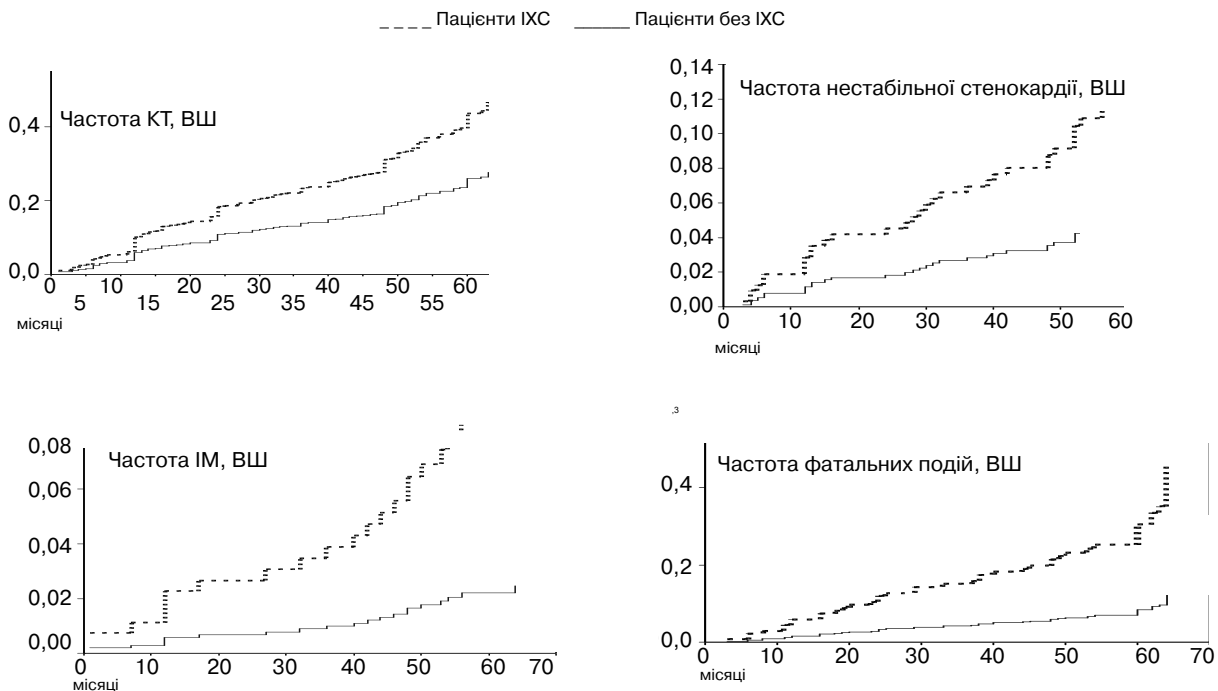 Пацієнти ІХС Пацієнти без ІХС
Частота КТ, ВШ
0,4
0,2
0,0
0 10 20 30 40 50 60
5 15 25 35 45 55
місяці
Частота нестабільної стенокардії, ВШ
0,14
0,12
0,10
0,08
0,06
0,04
0,02
0,00
0 10 20 30 40 50 60
місяці
Частота ІМ, ВШ
0,08
0,06
0,04
0,02
0,00
0 10 20 30 40 50 60 70
місяці
,3
Частота фатальних подій, ВШ
0,4
0,2
0,0
0 10 20 30 40 50 60 70
місяці